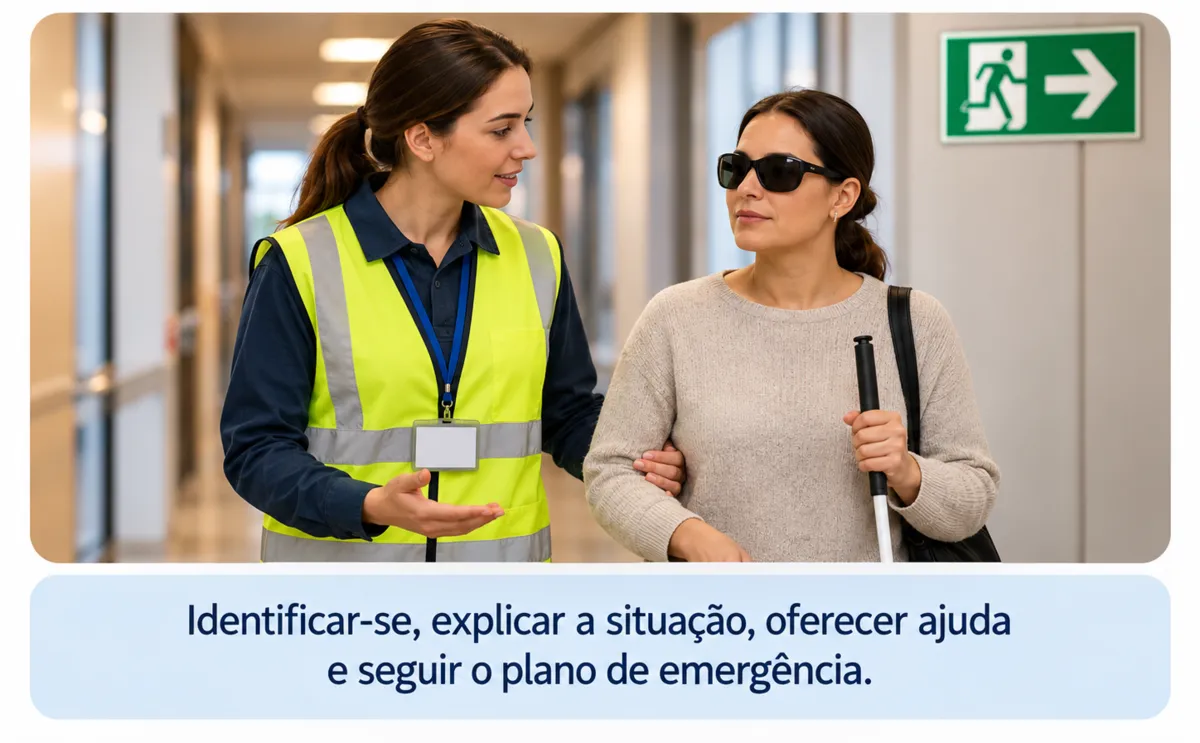 Identificar-se, explicar a situação, oferecer ajuda
e seguir o plano de emergência.